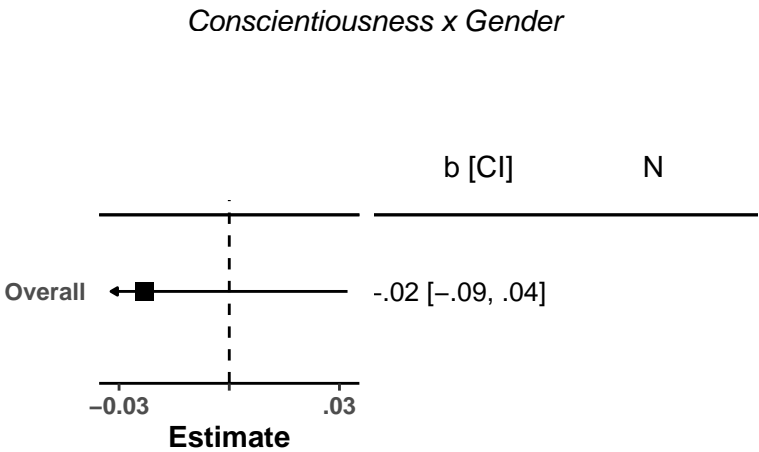 Conscientiousness x Gender
b [CI] N
Overall -.02 [−.09, .04]
−0.03 .03
Estimate